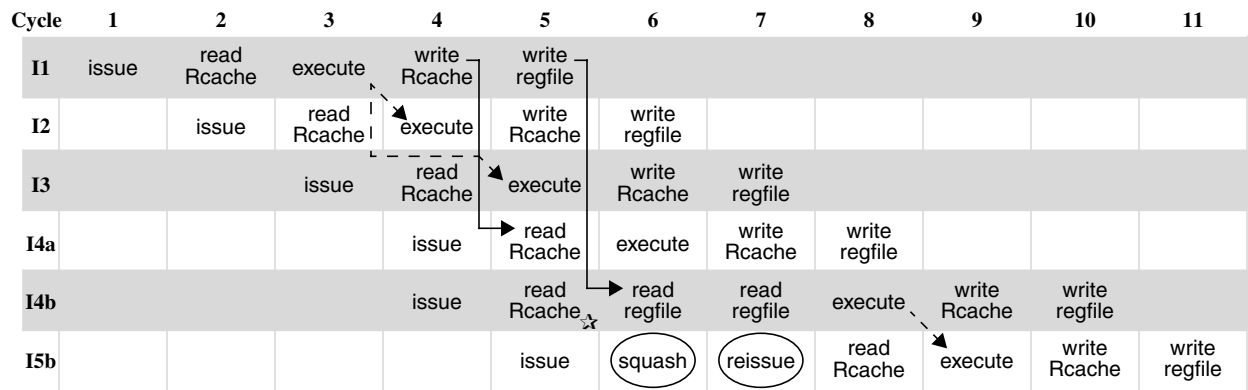 Cycle 1 2 3 4 5 6 7 8 9 10 11
I1 issue read Rcache execute write Rcache write regfile
I2 issue read Rcache execute write Rcache write regfile
I3 issue read Rcache execute write Rcache write regfile
I4a issue read Rcache execute write Rcache write regfile
I4b issue read Rcache read regfile read regfile execute write Rcache write regfile
I5b issue squash reissue read Rcache execute write Rcache write regfile